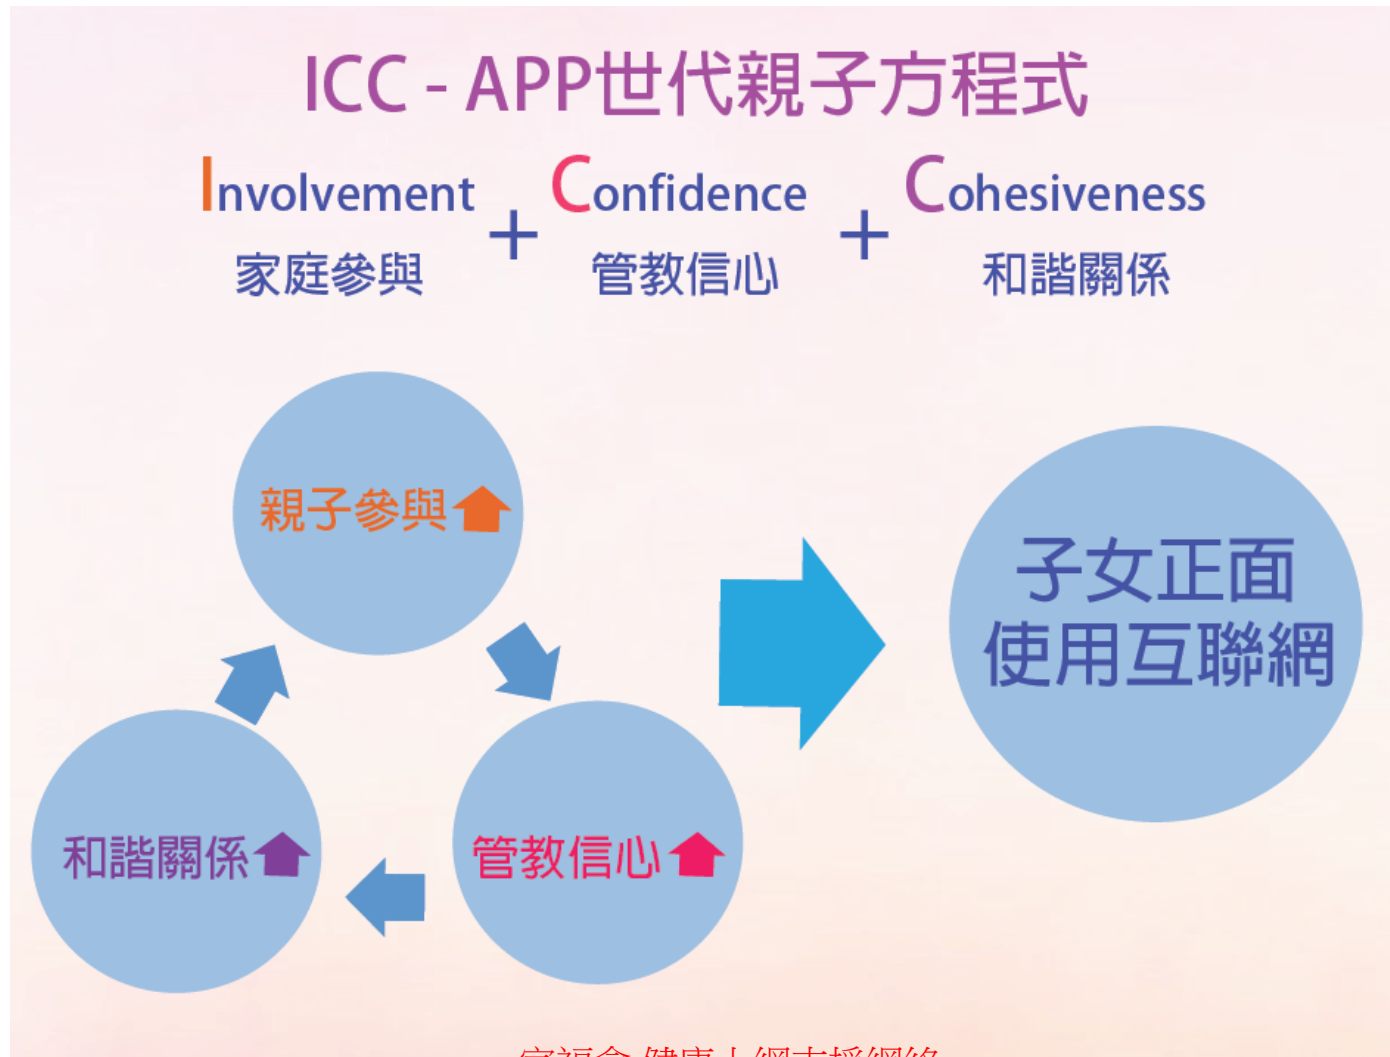 ICC - APP世代親子方程式
Involvement + Confidence + Cohesiveness
家庭參與 管教信心 和諧關係
親子參與
子女正面
使用互聯網
和諧關係
管教信心